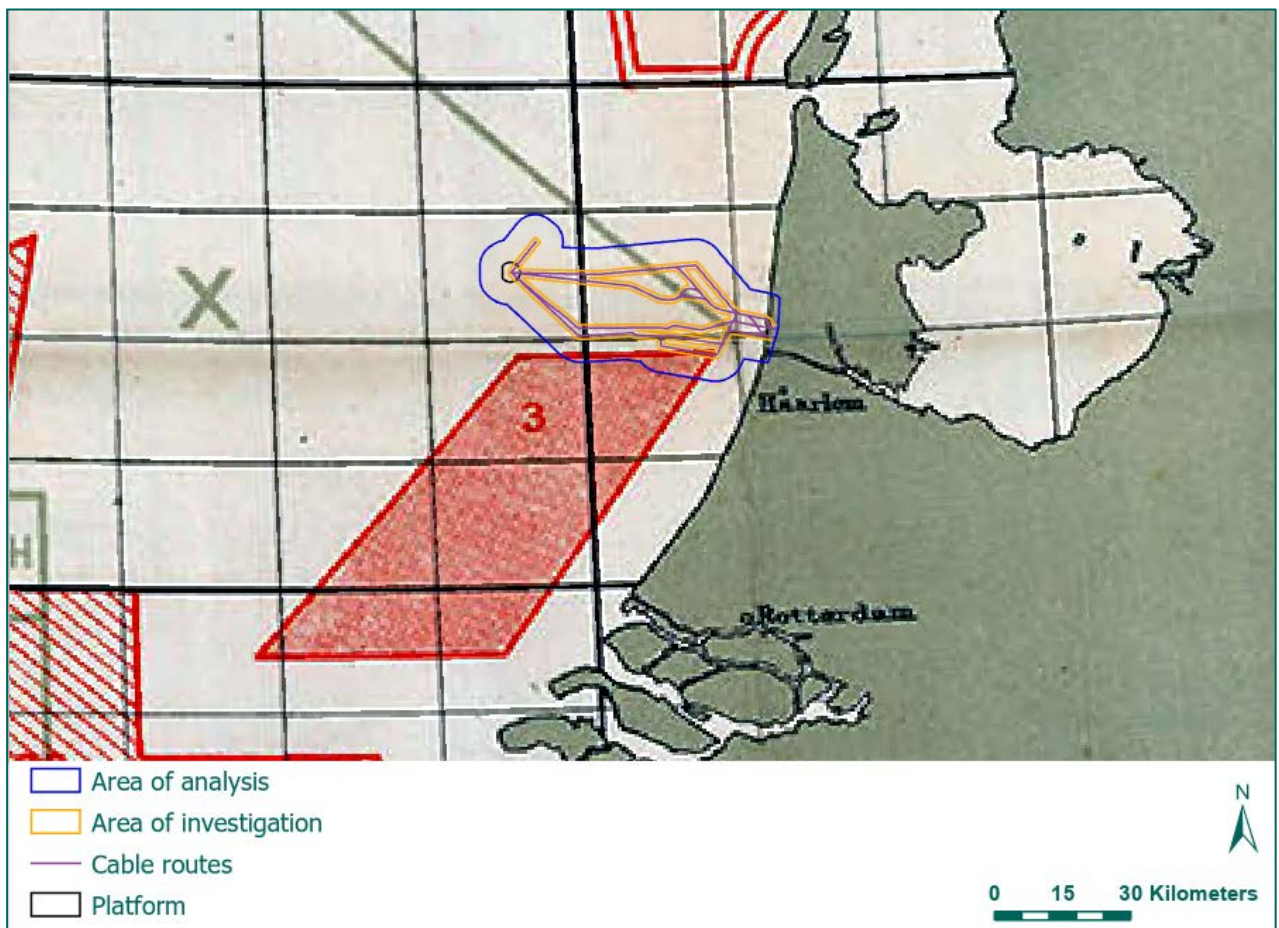 X
3
Haarlem
H
Rotterdam
Area of analysis
Area of investigation
Cable routes
Platform
N
0 15 30 Kilometers